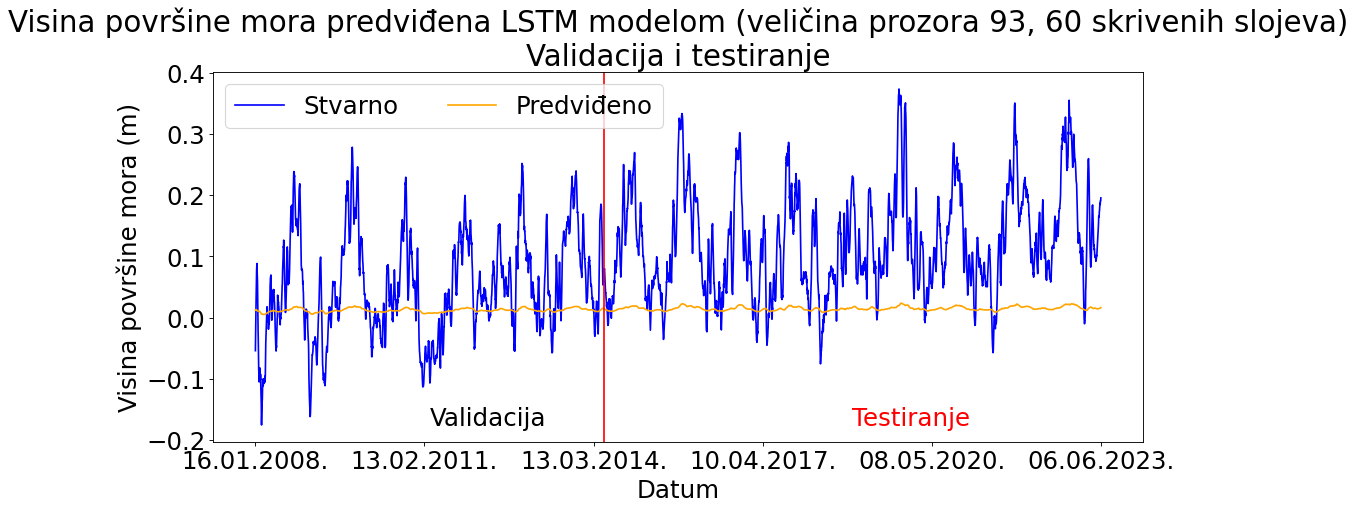 Visina površine mora predviđena LSTM modelom (veličina prozora 93, 60 skrivenih slojeva)
Validacija i testiranje
Stvarno
Predviđeno
Visina površine mora (m)
0.4
0.3
0.2
0.1
0.0
−0.1
−0.2
Validacija
Testiranje
16.01.2008.
13.02.2011.
13.03.2014.
10.04.2017.
08.05.2020.
06.06.2023.
Datum